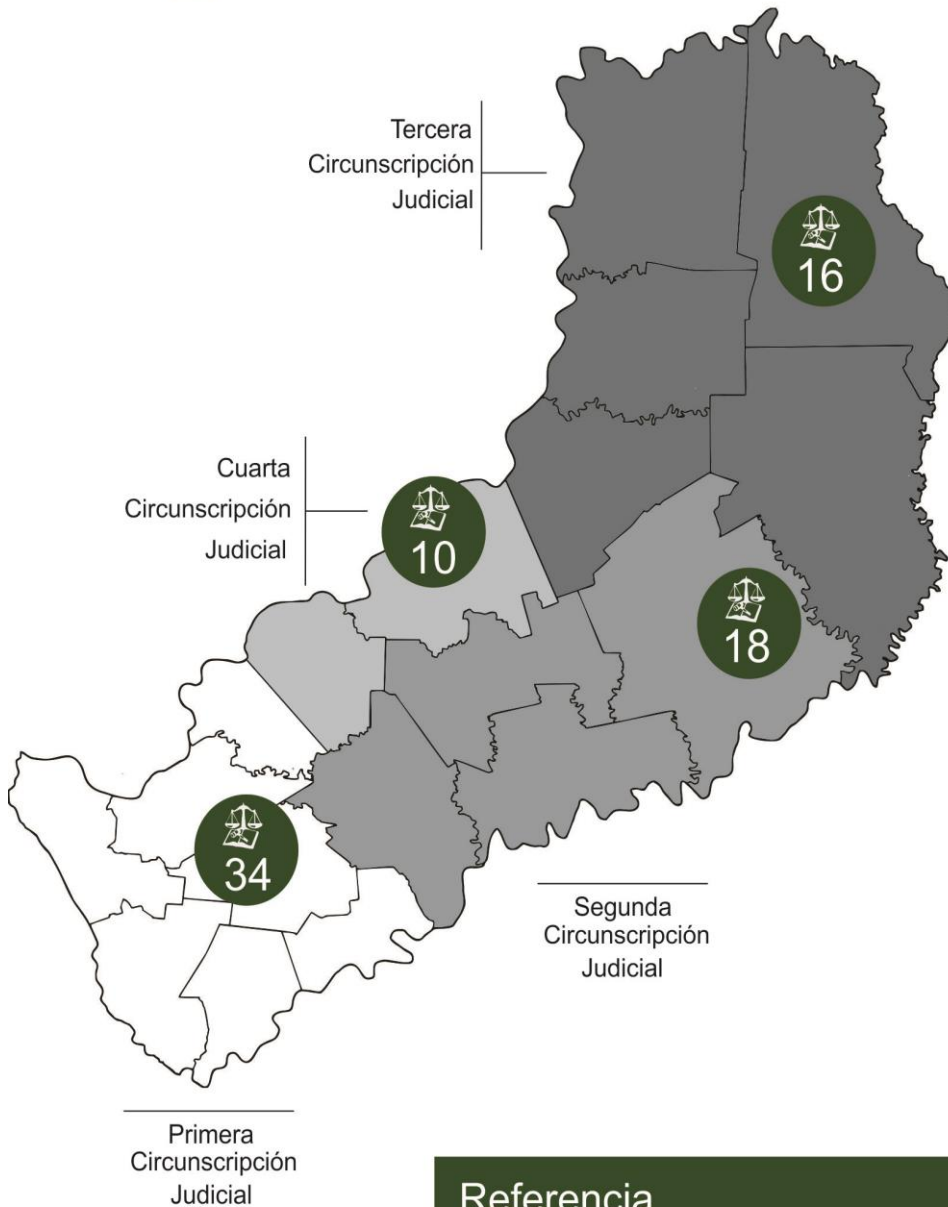 Tercera
Circunscripción
Judicial
16
Cuarta
Circunscripción
Judicial
10
18
34
Segunda
Circunscripción
Judicial
Primera
Circunscripción
Judicial
Referencia